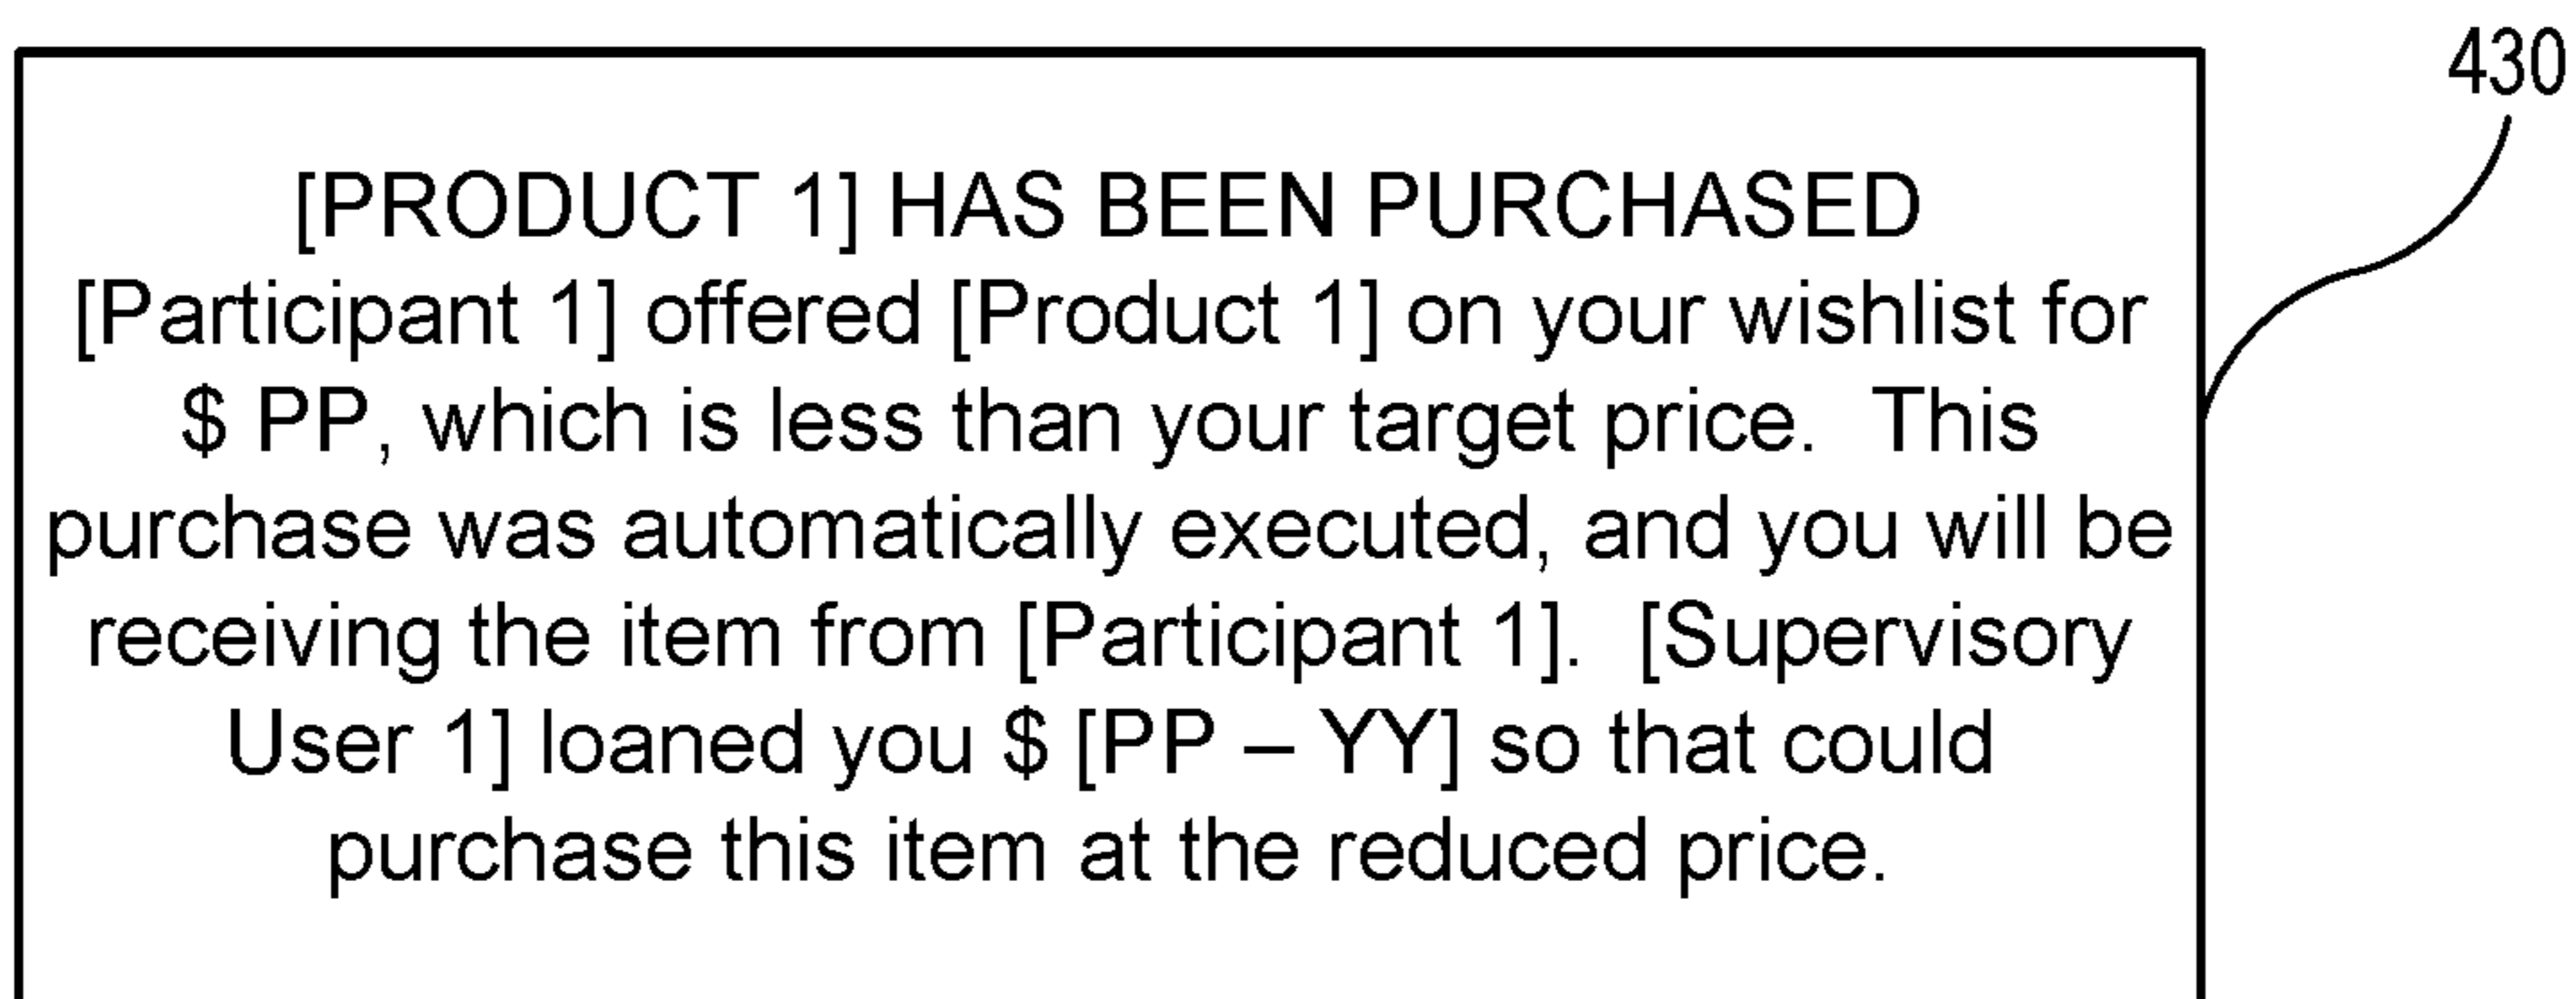 430
[PRODUCT 1] HAS BEEN PURCHASED
[Participant 1] offered [Product 1] on your wishlist for
$ PP, which is less than your target price. This
purchase was automatically executed, and you will be
receiving the item from [Participant 1]. [Supervisory
User 1] loaned you $ [PP – YY] so that could
purchase this item at the reduced price.